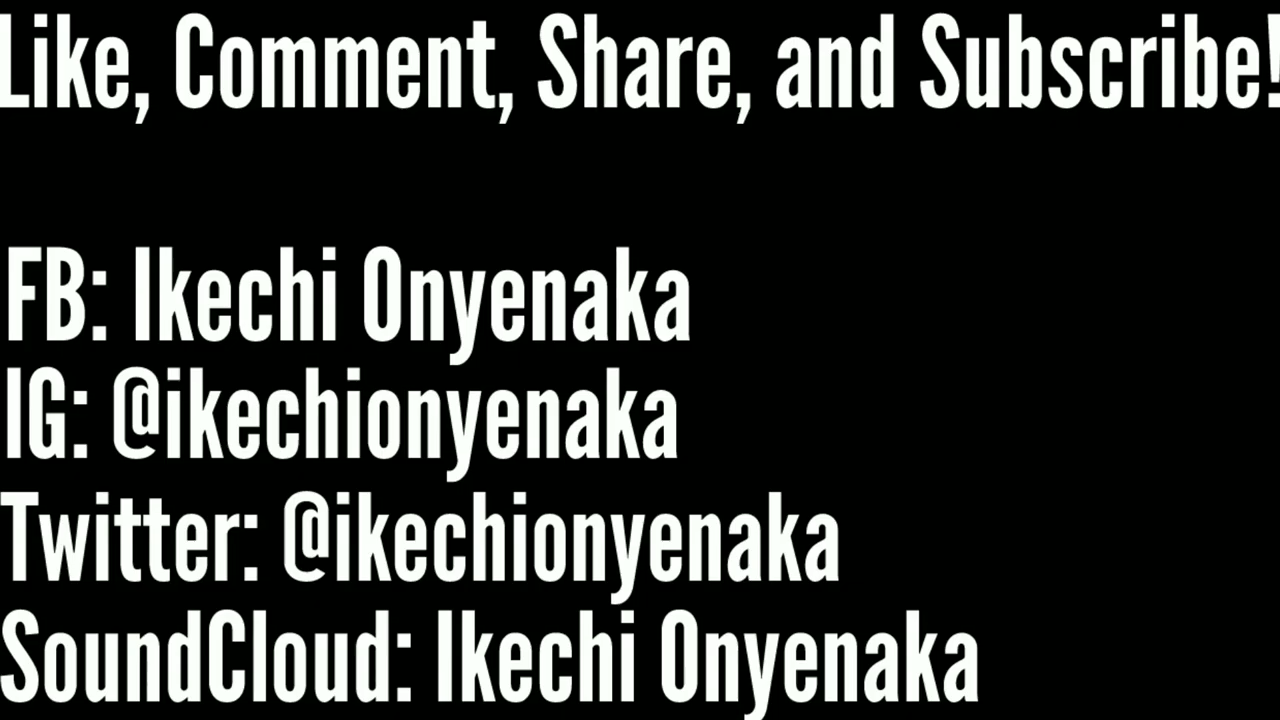 Like, Comment, Share, and Subscribe!
FB: Ikechi Onyenaka
IG: @ikechionyenaka
Twitter: @ikechionyenaka
SoundCloud: Ikechi Onyenaka